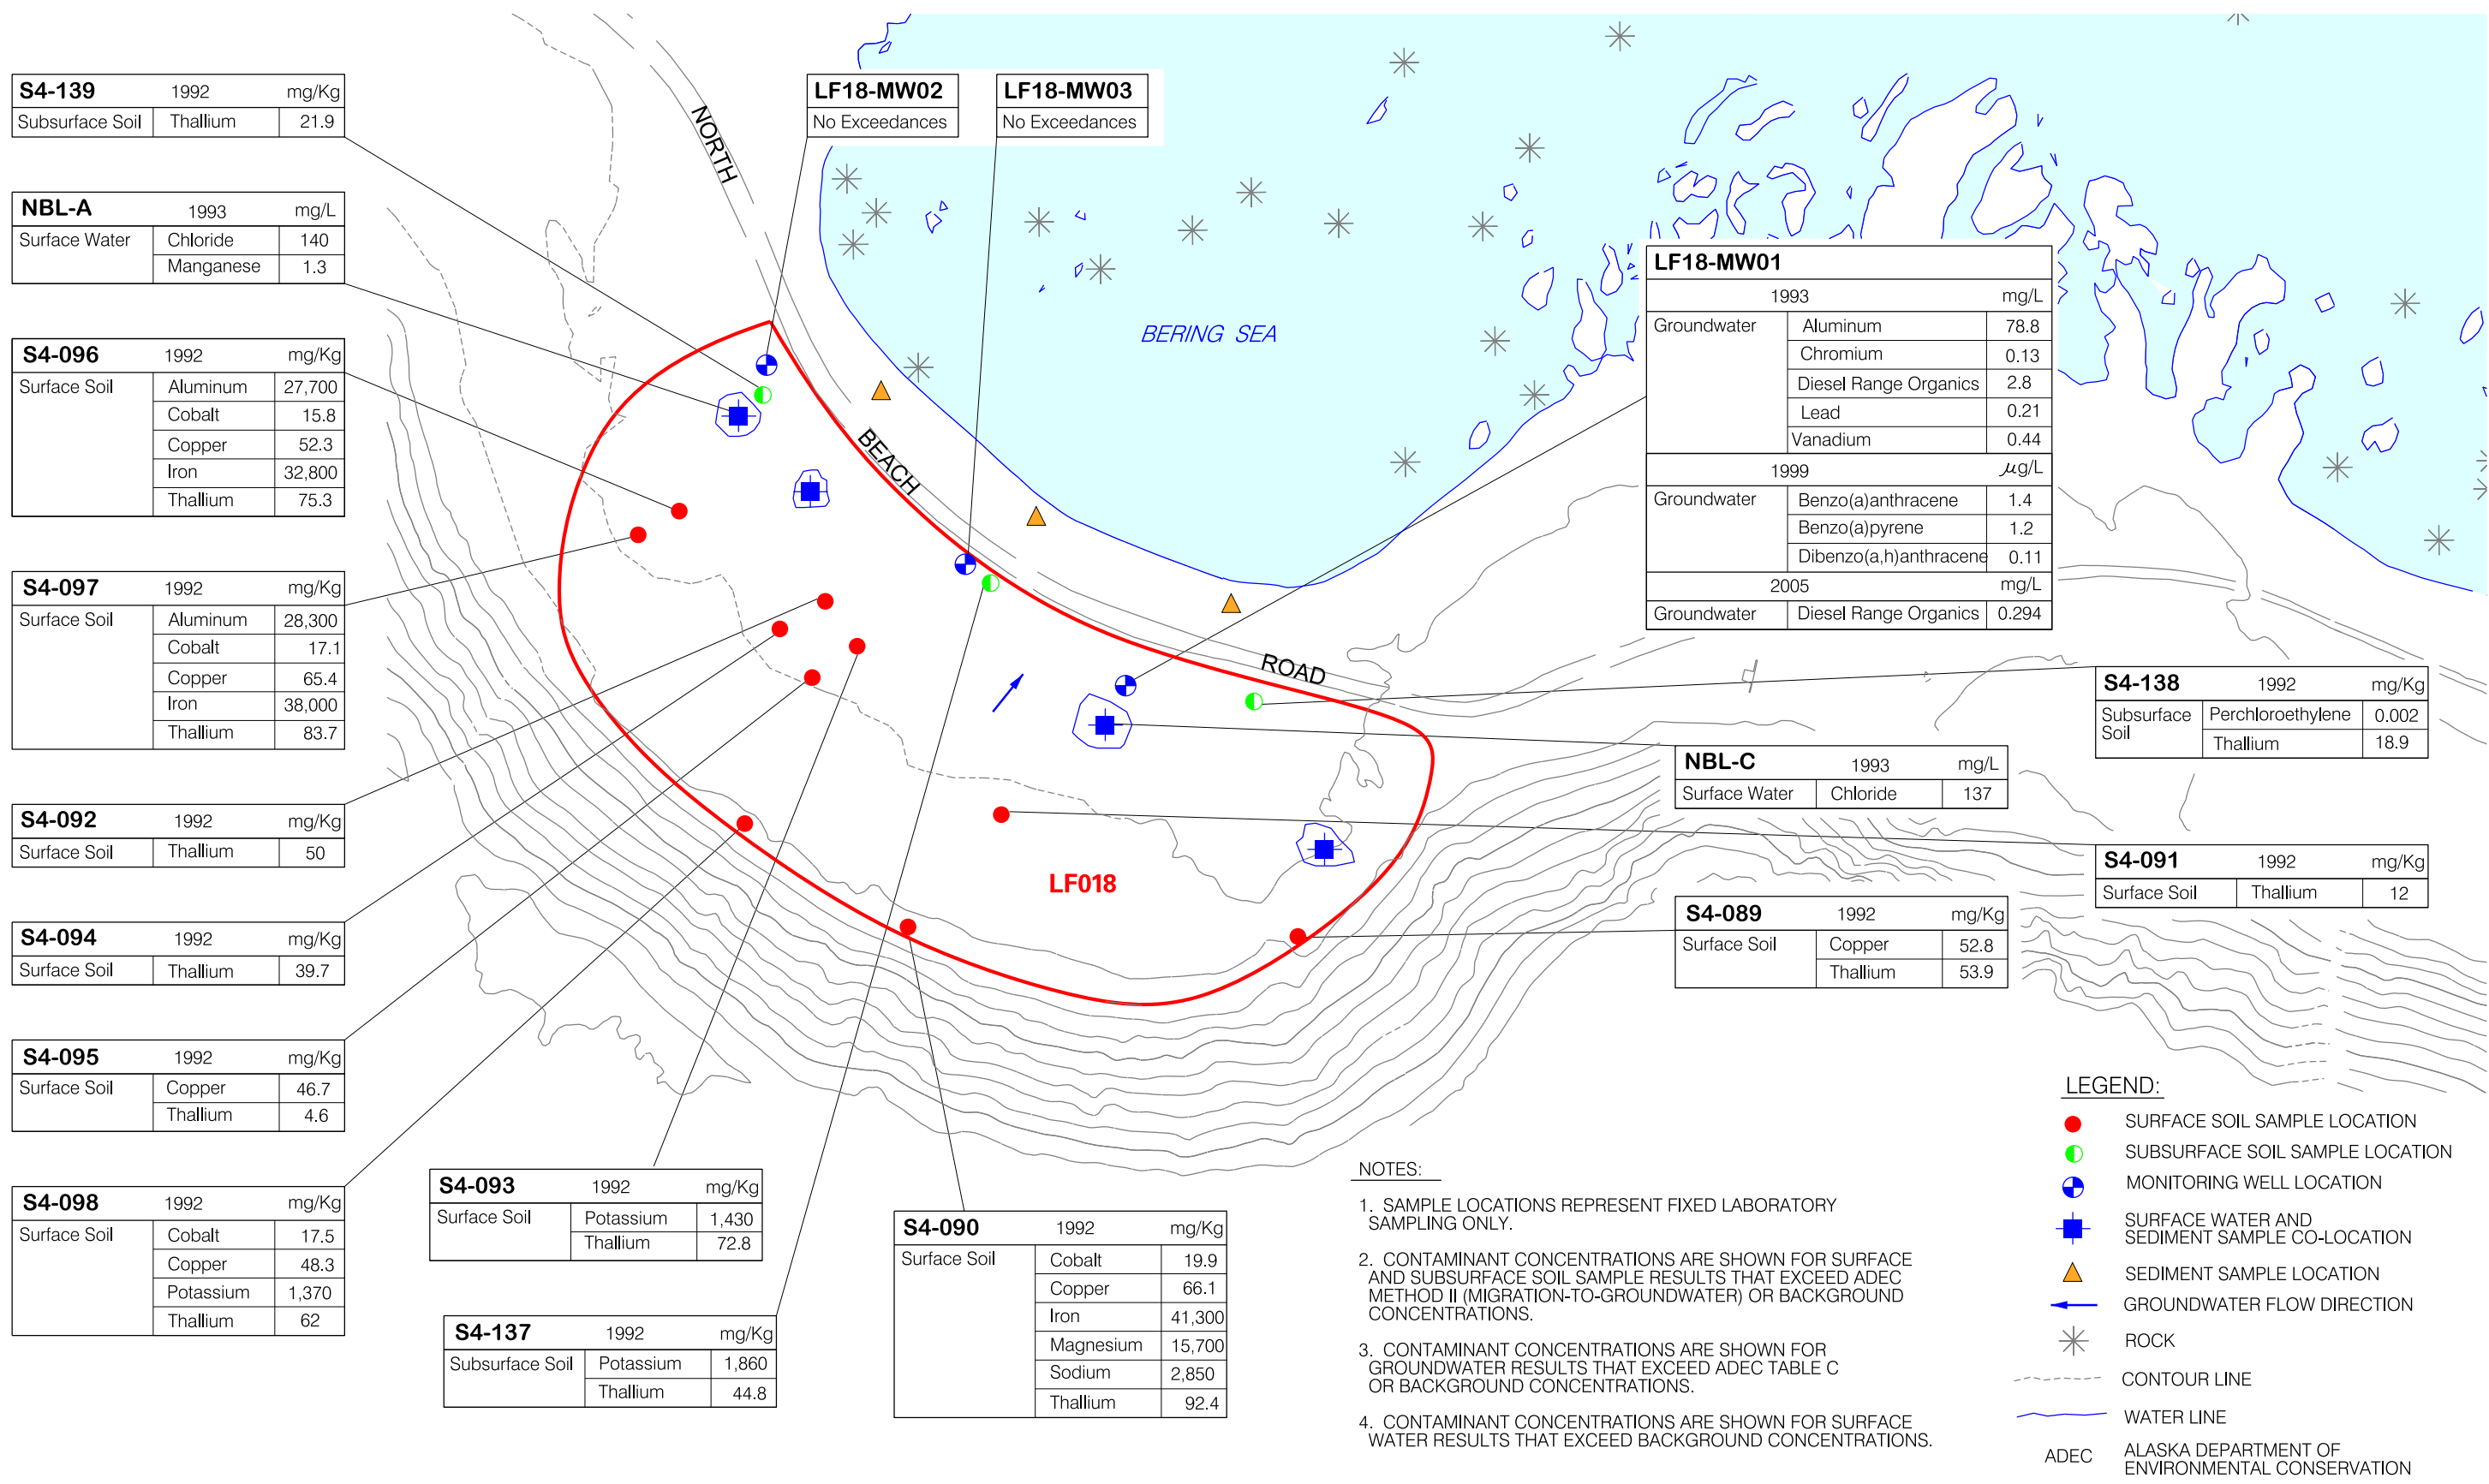 S4-139 1992 mg/Kg
Subsurface Soil Thallium 21.9
NBL-A 1993 mg/L
Surface Water Chloride 140
Manganese 1.3
S4-096 1992 mg/Kg
Surface Soil Aluminum 27,700
Cobalt 15.8
Copper 52.3
Iron 32,800
Thallium 75.3
S4-097 1992 mg/Kg
Surface Soil Aluminum 28,300
Cobalt 17.1
Copper 65.4
Iron 38,000
Thallium 83.7
S4-092 1992 mg/Kg
Surface Soil Thallium 50
S4-094 1992 mg/Kg
Surface Soil Thallium 39.7
S4-095 1992 mg/Kg
Surface Soil Copper 46.7
Thallium 4.6
S4-098 1992 mg/Kg
Surface Soil Cobalt 17.5
Copper 48.3
Potassium 1,370
Thallium 62
S4-093 1992 mg/Kg
Surface Soil Potassium 1,430
Thallium 72.8
S4-137 1992 mg/Kg
Subsurface Soil Potassium 1,860
Thallium 44.8
S4-090 1992 mg/Kg
Surface Soil Cobalt 19.9
Copper 66.1
Iron 41,300
Magnesium 15,700
Sodium 2,850
Thallium 92.4
LF18-MW02
No Exceedances
LF18-MW03
No Exceedances
NORTH
BEACH
ROAD
BERING SEA
LF018
LF18-MW01
1993 mg/L
Groundwater Aluminum 78.8
Chromium 0.13
Diesel Range Organics 2.8
Lead 0.21
Vanadium 0.44
1999 µg/L
Groundwater Benzo(a)anthracene 1.4
Benzo(a)pyrene 1.2
Dibenzo(a,h)anthracene 0.11
2005 mg/L
Groundwater Diesel Range Organics 0.294
S4-138 1992 mg/Kg
Subsurface Soil Perchloroethylene 0.002
Thallium 18.9
NBL-C 1993 mg/L
Surface Water Chloride 137
S4-091 1992 mg/Kg
Surface Soil Thallium 12
S4-089 1992 mg/Kg
Surface Soil Copper 52.8
Thallium 53.9
NOTES:
1. SAMPLE LOCATIONS REPRESENT FIXED LABORATORY
SAMPLING ONLY.
2. CONTAMINANT CONCENTRATIONS ARE SHOWN FOR SURFACE
AND SUBSURFACE SOIL SAMPLE RESULTS THAT EXCEED ADEC
METHOD II (MIGRATION-TO-GROUNDWATER) OR BACKGROUND
CONCENTRATIONS.
3. CONTAMINANT CONCENTRATIONS ARE SHOWN FOR
GROUNDWATER RESULTS THAT EXCEED ADEC TABLE C
OR BACKGROUND CONCENTRATIONS.
4. CONTAMINANT CONCENTRATIONS ARE SHOWN FOR SURFACE
WATER RESULTS THAT EXCEED BACKGROUND CONCENTRATIONS.
LEGEND:
SURFACE SOIL SAMPLE LOCATION
SUBSURFACE SOIL SAMPLE LOCATION
MONITORING WELL LOCATION
SURFACE WATER AND
SEDIMENT SAMPLE CO-LOCATION
SEDIMENT SAMPLE LOCATION
GROUNDWATER FLOW DIRECTION
ROCK
CONTOUR LINE
WATER LINE
ADEC ALASKA DEPARTMENT OF
ENVIRONMENTAL CONSERVATION